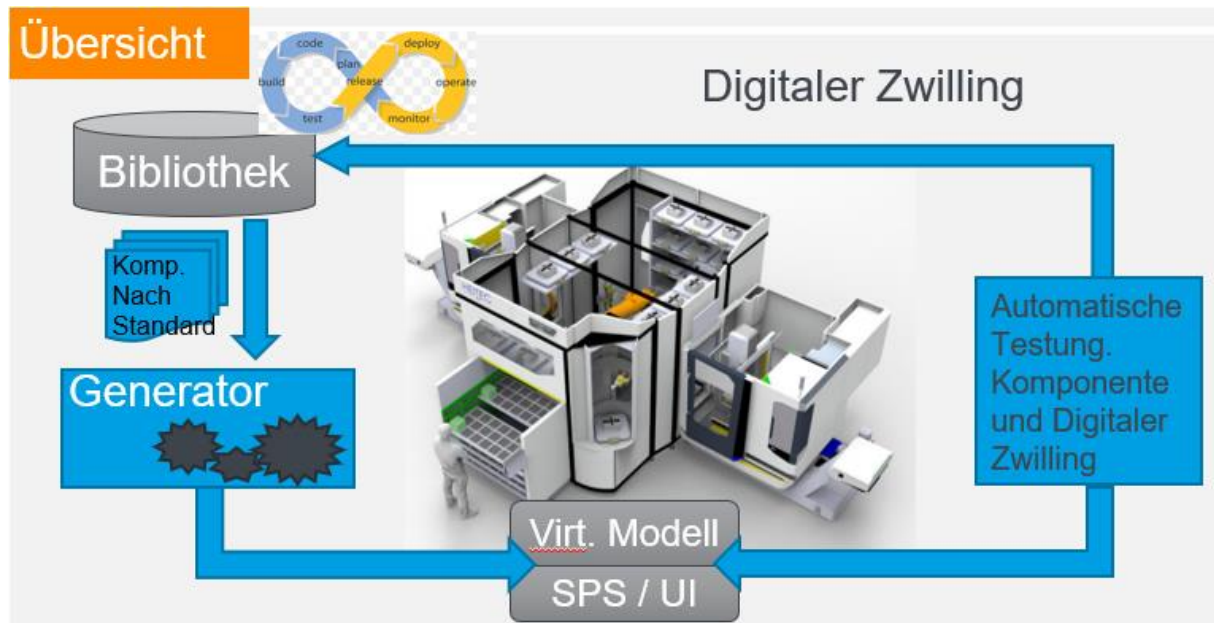 Übersicht
code
deploy
plan
build
release
operate
test
monitor
Digitaler Zwilling
Bibliothek
Komp.
Nach
Standard
Generator
HEITEC
Automatische
Testung.
Komponente
und Digitaler
Zwilling
Virt. Modell
SPS / UI